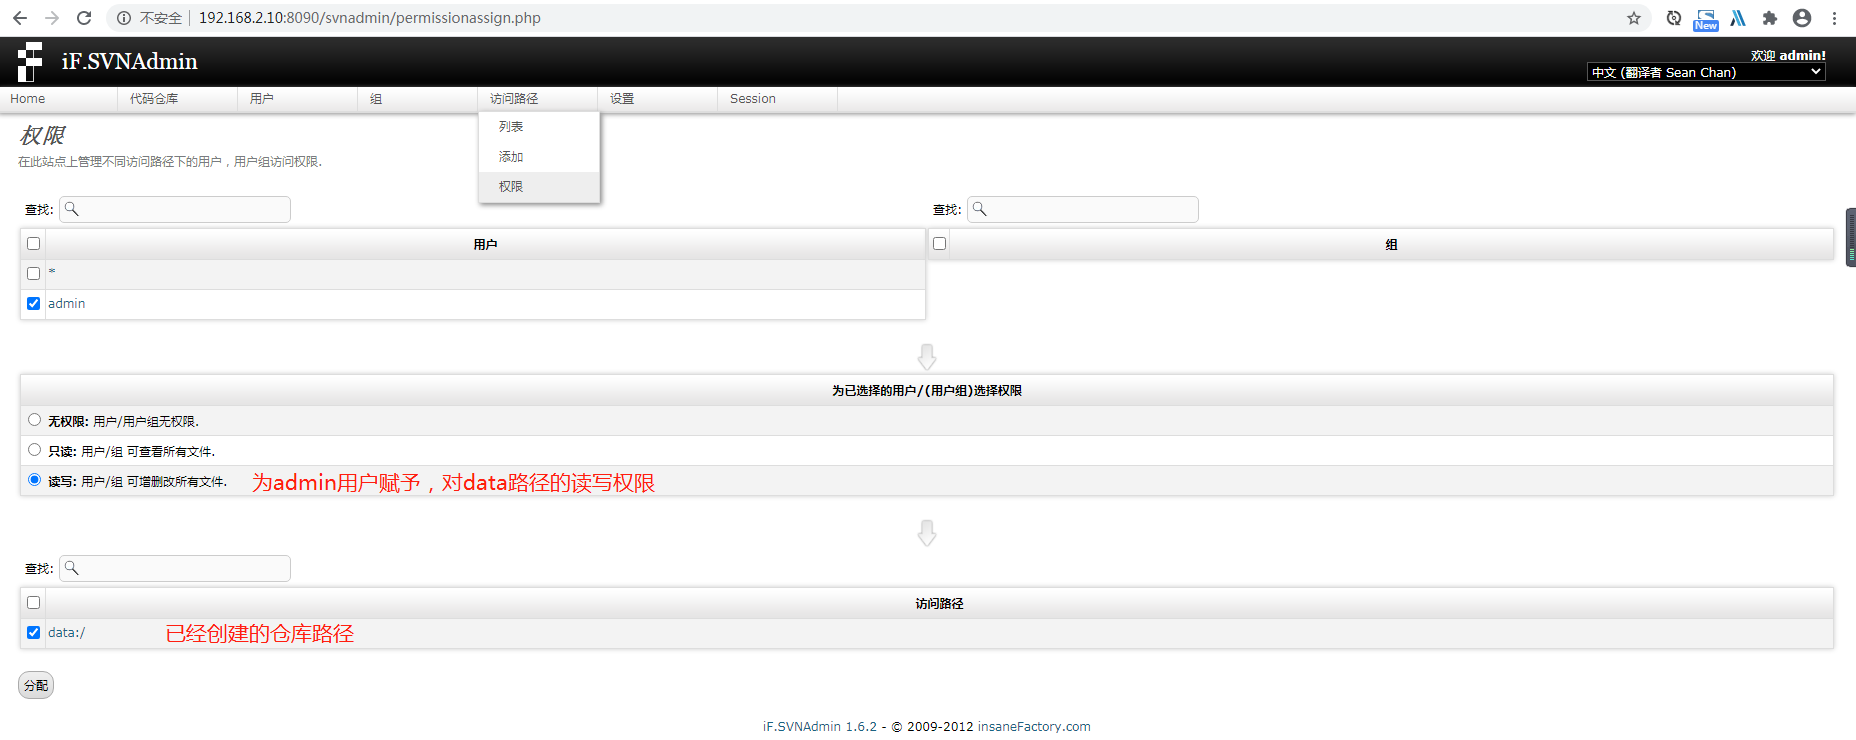 不安全 192.168.2.10:8090/svnadmin/permissionassign.php
New
iF.SVNAdmin
欢迎 admin!
中文 (翻译者 Sean Chan)
Home 代码仓库 用户 组 访问路径 设置 Session
列表
添加
权限
权限
在此站点上管理不同访问路径下的用户，用户组访问权限.
查找: 查找:
用户 组
*
admin
为已选择的用户/(用户组)选择权限
无权限: 用户/用户组无权限.
只读: 用户/组 可查看所有文件.
读写: 用户/组 可增删改所有文件. 为admin用户赋予，对data路径的读写权限
查找:
访问路径
data:/ 已经创建的仓库路径
分配
iF.SVNAdmin 1.6.2 - © 2009-2012 insaneFactory.com